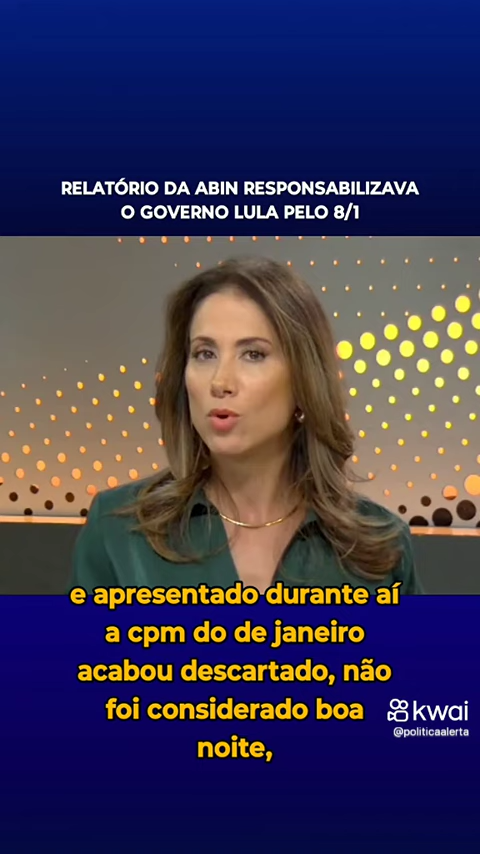 RELATÓRIO DA ABIN RESPONSABILIZAVA
O GOVERNO LULA PELO 8/1
e apresentado durante aí
a cpm do de janeiro
acabou descartado, não
foi considerado boa
noite,
kwai
@politicaalerta